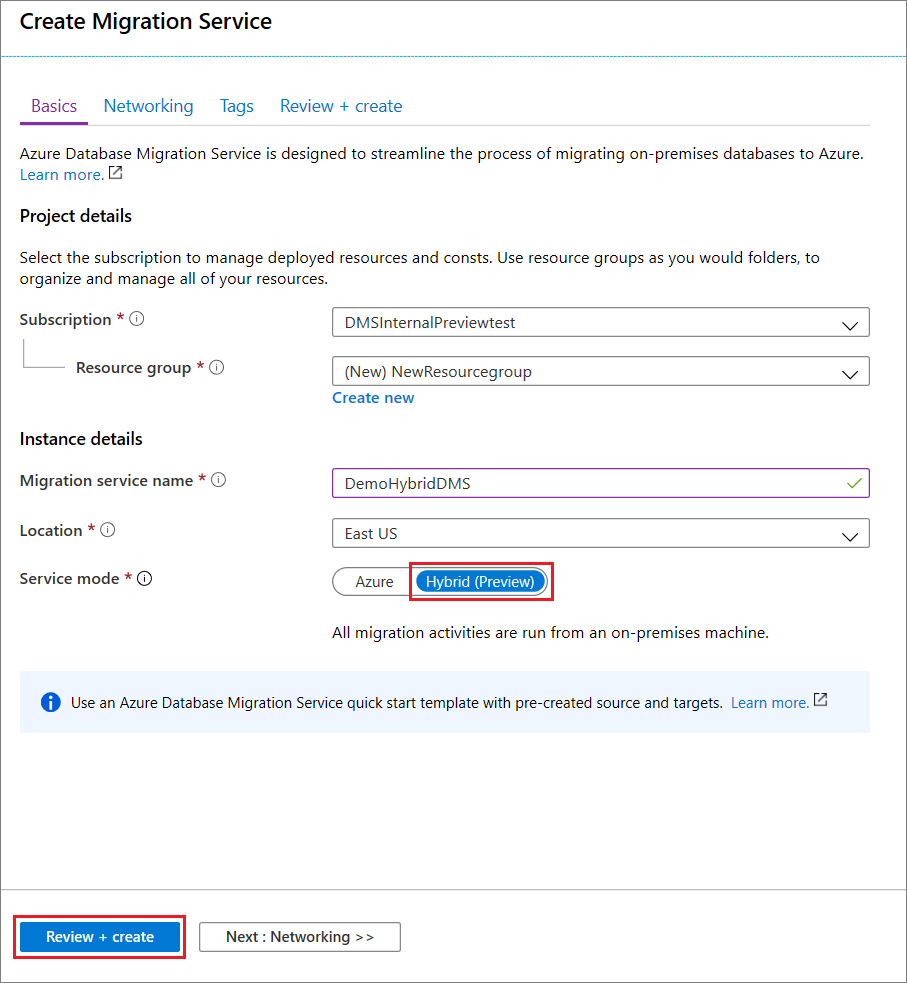 Create Migration Service
Basics Networking Tags Review + create
Azure Database Migration Service is designed to streamline the process of migrating on-premises databases to Azure.
Learn more.
Project details
Select the subscription to manage deployed resources and consts. Use resource groups as you would folders, to
organize and manage all of your resources.
Subscription * DMSInternalPreviewtest
Resource group * (New) NewResourcegroup
Create new
Instance details
Migration service name * DemoHybridDMS
Location * East US
Service mode * Azure Hybrid (Preview)
All migration activities are run from an on-premises machine.
Use an Azure Database Migration Service quick start template with pre-created source and targets. Learn more.
Review + create Next : Networking >>